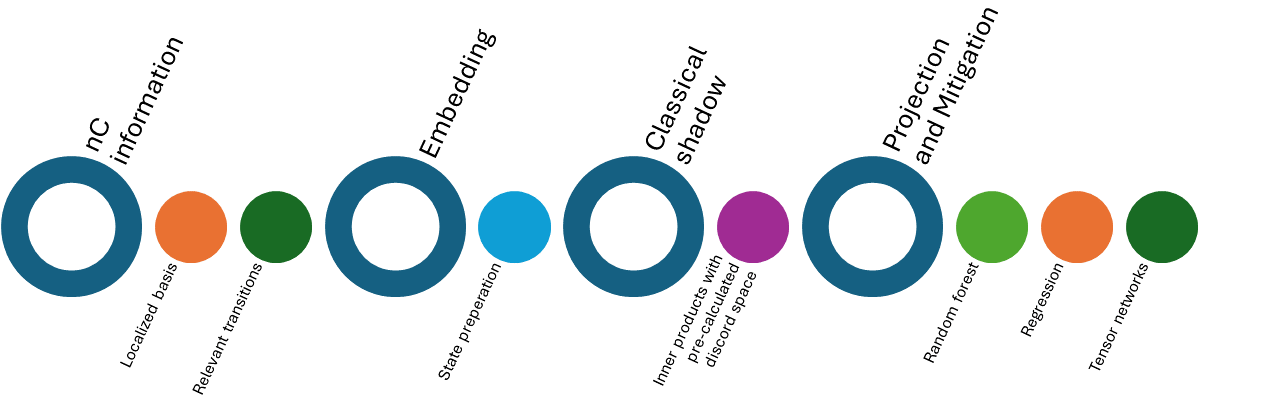 nC
information
Localized basis
Relevant transitions
Embedding
State preperation
Classical
shadow
Inner products with
pre-calculated
discord space
Projection
and Mitigation
Random forest
Regression
Tensor networks